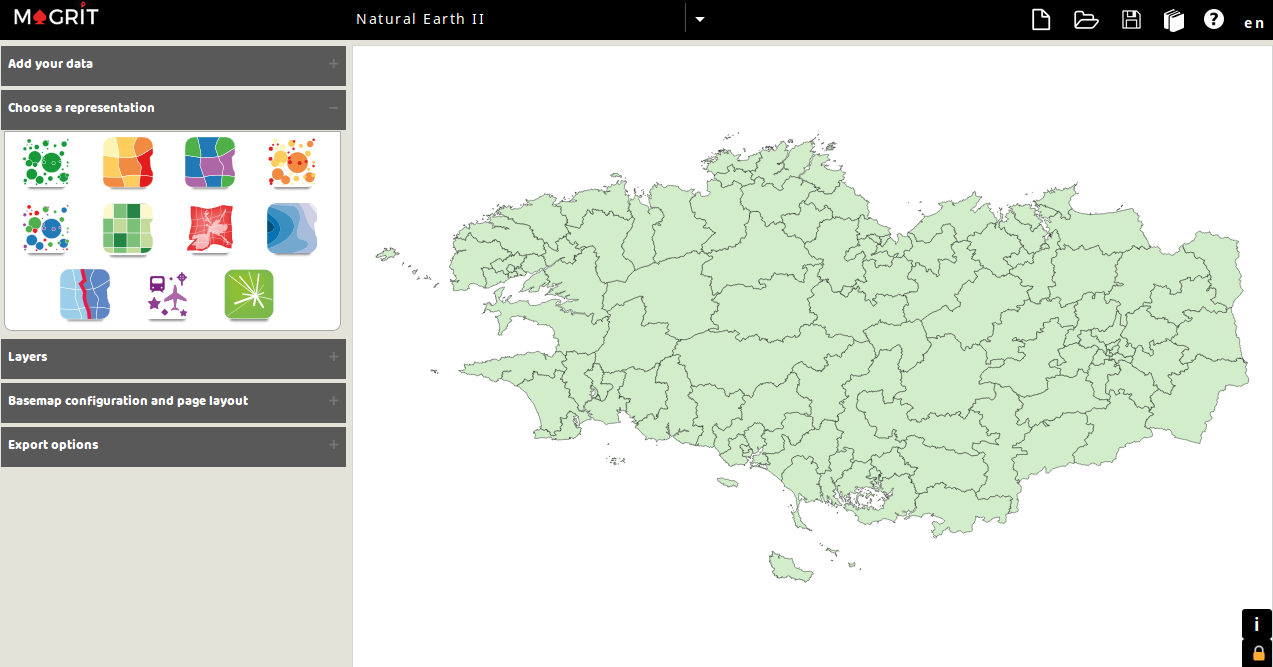 MAGRIT
Natural Earth II
en
Add your data
Choose a representation
Layers
Basemap configuration and page layout
Export options
i